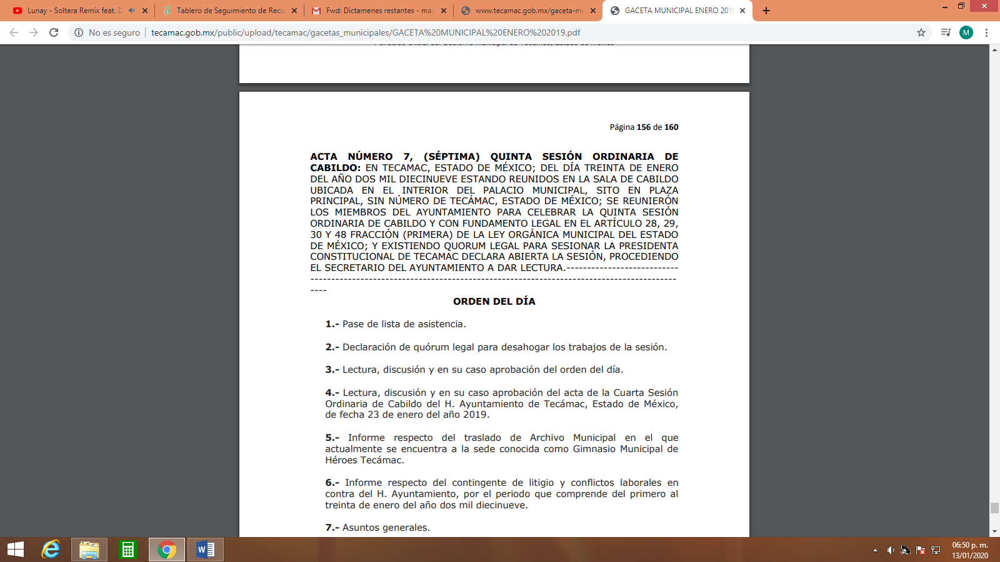 Lunay - Soltera Remix feat. D
Tablero de Seguimiento de Recu
Fwd: Dictamenes restantes - mar
www.tecamac.gob.mx/gaceta-mu
GACETA MUNICIPAL ENERO 201
No es seguro
tecamac.gob.mx/public/upload/tecamac/gacetas_municipales/GACETA%20MUNICIPAL%20ENERO%202019.pdf
M
Periódico Oficial del Gobierno Municipal de Tecámac, Estado de México
Página 156 de 160
ACTA NÚMERO 7, (SÉPTIMA) QUINTA SESIÓN ORDINARIA DE
CABILDO: EN TECAMAC, ESTADO DE MÉXICO; DEL DÍA TREINTA DE ENERO
DEL AÑO DOS MIL DIECINUEVE ESTANDO REUNIDOS EN LA SALA DE CABILDO
UBICADA EN EL INTERIOR DEL PALACIO MUNICIPAL, SITO EN PLAZA
PRINCIPAL, SIN NÚMERO DE TECÁMAC, ESTADO DE MÉXICO; SE REUNIERÓN
LOS MIEMBROS DEL AYUNTAMIENTO PARA CELEBRAR LA QUINTA SESIÓN
ORDINARIA DE CABILDO Y CON FUNDAMENTO LEGAL EN EL ARTÍCULO 28, 29,
30 Y 48 FRACCIÓN (PRIMERA) DE LA LEY ORGÁNICA MUNICIPAL DEL ESTADO
DE MÉXICO; Y EXISTIENDO QUORUM LEGAL PARA SESIONAR LA PRESIDENTA
CONSTITUCIONAL DE TECAMAC DECLARA ABIERTA LA SESIÓN, PROCEDIENDO
EL SECRETARIO DEL AYUNTAMIENTO A DAR LECTURA.---------------------------
------------------------------------------------------------------------------------------
----
ORDEN DEL DÍA
1.- Pase de lista de asistencia.
2.- Declaración de quórum legal para desahogar los trabajos de la sesión.
3.- Lectura, discusión y en su caso aprobación del orden del día.
4.- Lectura, discusión y en su caso aprobación del acta de la Cuarta Sesión
Ordinaria de Cabildo del H. Ayuntamiento de Tecámac, Estado de México,
de fecha 23 de enero del año 2019.
5.- Informe respecto del traslado de Archivo Municipal en el que
actualmente se encuentra a la sede conocida como Gimnasio Municipal de
Héroes Tecámac.
6.- Informe respecto del contingente de litigio y conflictos laborales en
contra del H. Ayuntamiento, por el periodo que comprende del primero al
treinta de enero del año dos mil diecinueve.
7.- Asuntos generales.
06:50 p. m.
13/01/2020